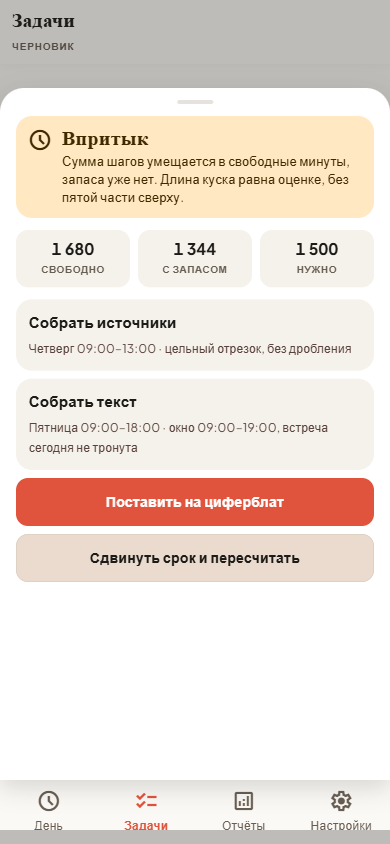 Задачи
ЧЕРНОВИК
Впритык
Сумма шагов умещается в свободные минуты,
запаса уже нет. Длина куска равна оценке, без
пятой части сверху.
1 680
СВОБОДНО
1 344
С ЗАПАСОМ
1 500
НУЖНО
Собрать источники
Четверг 09:00–13:00 · цельный отрезок, без дробления
Собрать текст
Пятница 09:00–18:00 · окно 09:00–19:00, встреча
сегодня не тронута
Поставить на циферблат
Сдвинуть срок и пересчитать
День
Задачи
Отчёты
Настройки